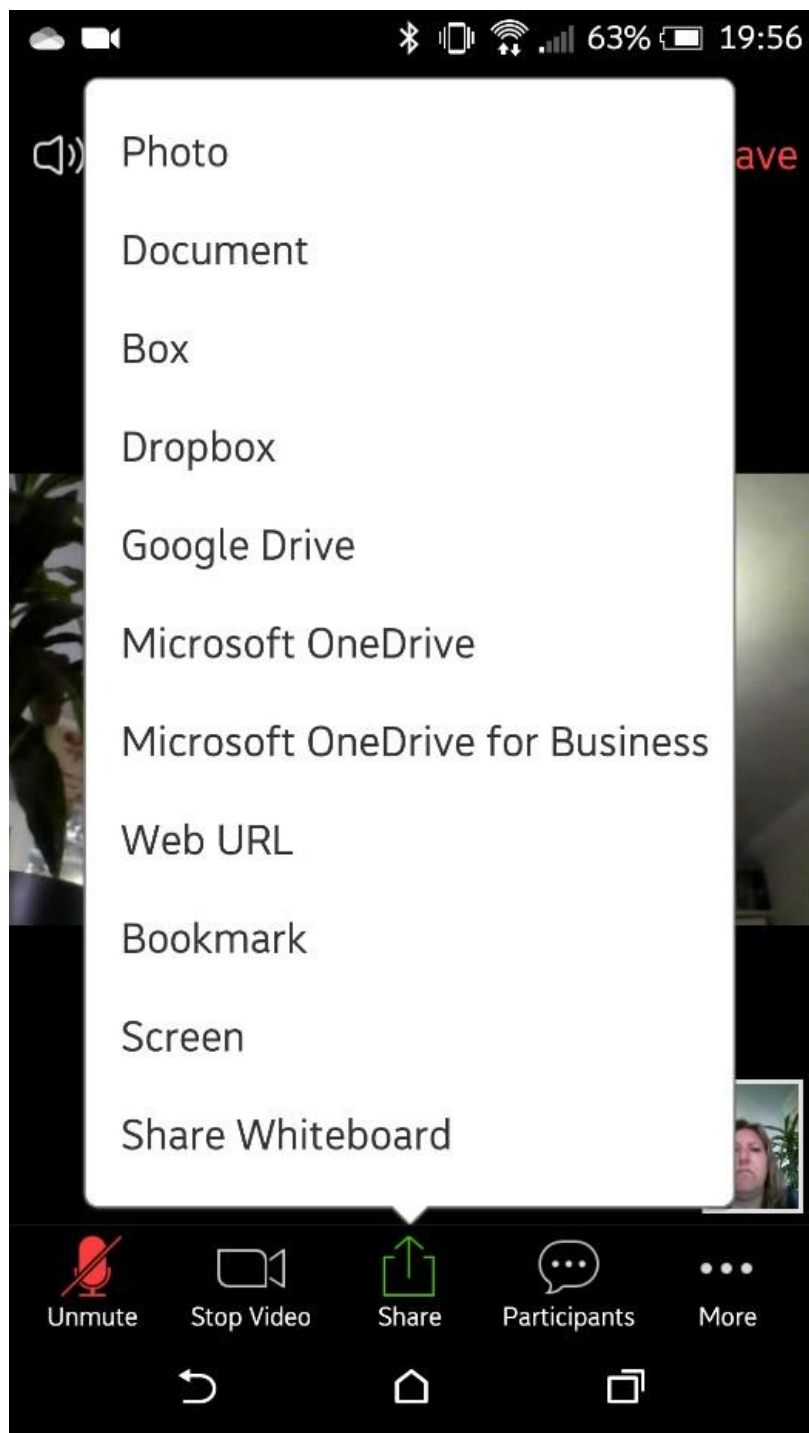 63% 19:56
Photo
ave
Document
Box
Dropbox
Google Drive
Microsoft OneDrive
Microsoft OneDrive for Business
Web URL
Bookmark
Screen
Share Whiteboard
Unmute Stop Video Share Participants More